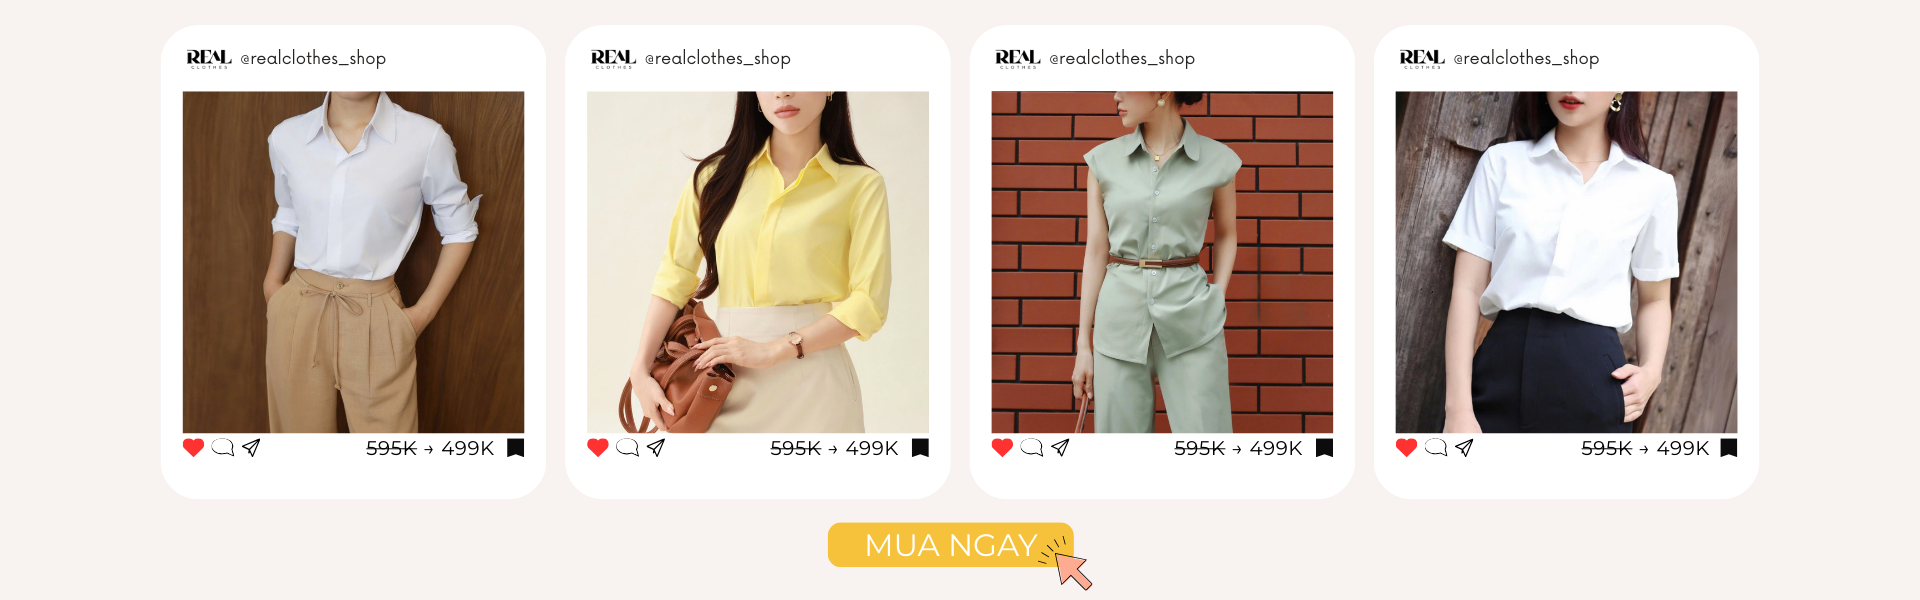 REAL
CLOTHES
@realclothes_shop
595K → 499K
REAL
CLOTHES
@realclothes_shop
595K → 499K
REAL
CLOTHES
@realclothes_shop
595K → 499K
REAL
CLOTHES
@realclothes_shop
595K → 499K
MUA NGAY